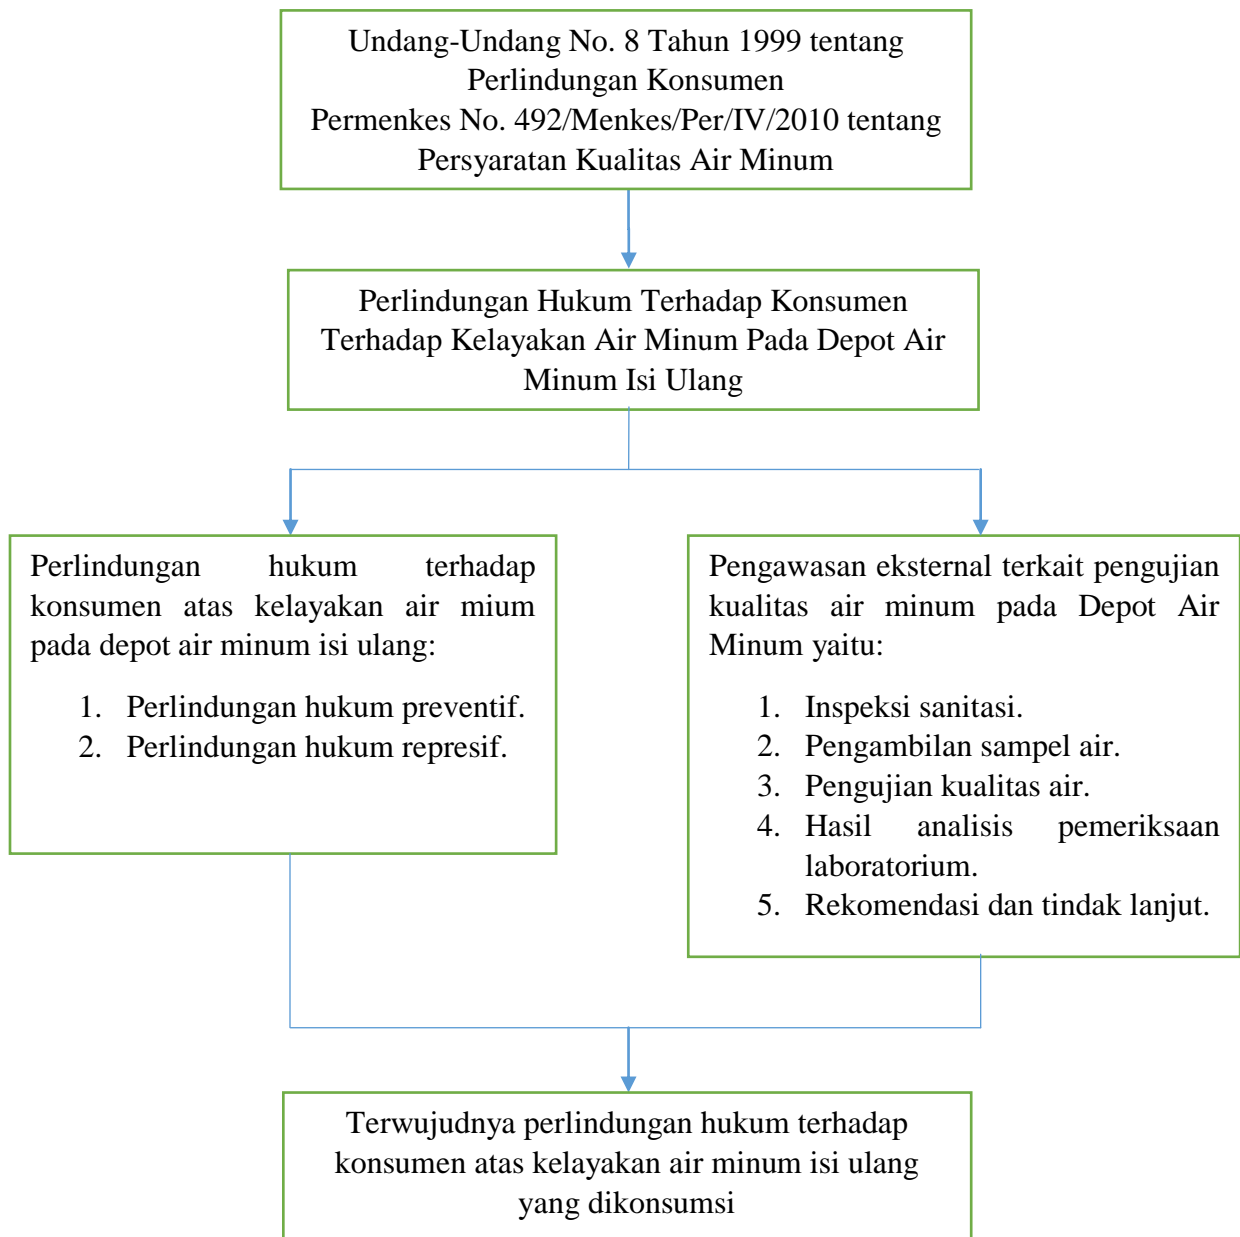 Undang-Undang No. 8 Tahun 1999 tentang
Perlindungan Konsumen
Permenkes No. 492/Menkes/Per/IV/2010 tentang
Persyaratan Kualitas Air Minum
Perlindungan Hukum Terhadap Konsumen
Terhadap Kelayakan Air Minum Pada Depot Air
Minum Isi Ulang
Perlindungan hukum terhadap
konsumen atas kelayakan air mium
pada depot air minum isi ulang:
1. Perlindungan hukum preventif.
2. Perlindungan hukum represif.
Pengawasan eksternal terkait pengujian
kualitas air minum pada Depot Air
Minum yaitu:
1. Inspeksi sanitasi.
2. Pengambilan sampel air.
3. Pengujian kualitas air.
4. Hasil analisis pemeriksaan
laboratorium.
5. Rekomendasi dan tindak lanjut.
Terwujudnya perlindungan hukum terhadap
konsumen atas kelayakan air minum isi ulang
yang dikonsumsi